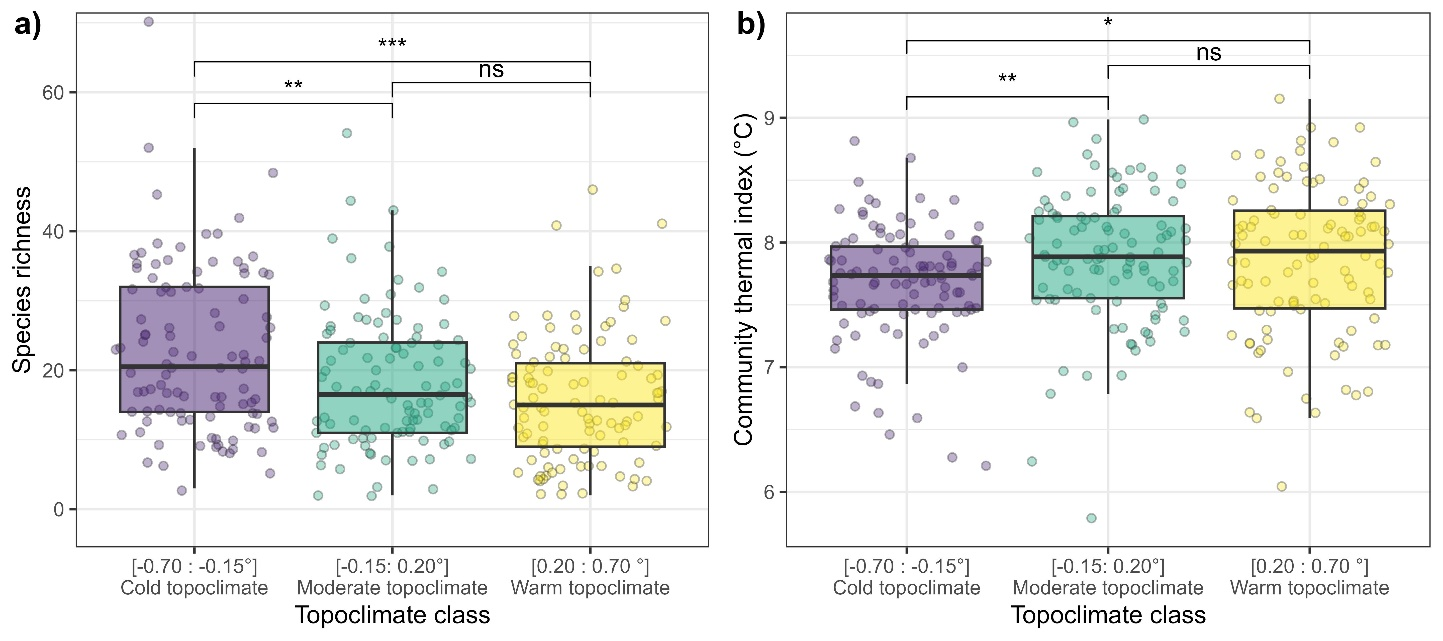 a)
Species richness
60
40
20
0
***
**
ns
[-0.70 : -0.15°]
Cold topoclimate
[-0.15: 0.20°]
Moderate topoclimate
[0.20 : 0.70 °]
Warm topoclimate
Topoclimate class
b)
Community thermal index (°C)
9
8
7
6
*
**
ns
[-0.70 : -0.15°]
Cold topoclimate
[-0.15: 0.20°]
Moderate topoclimate
[0.20 : 0.70 °]
Warm topoclimate
Topoclimate class